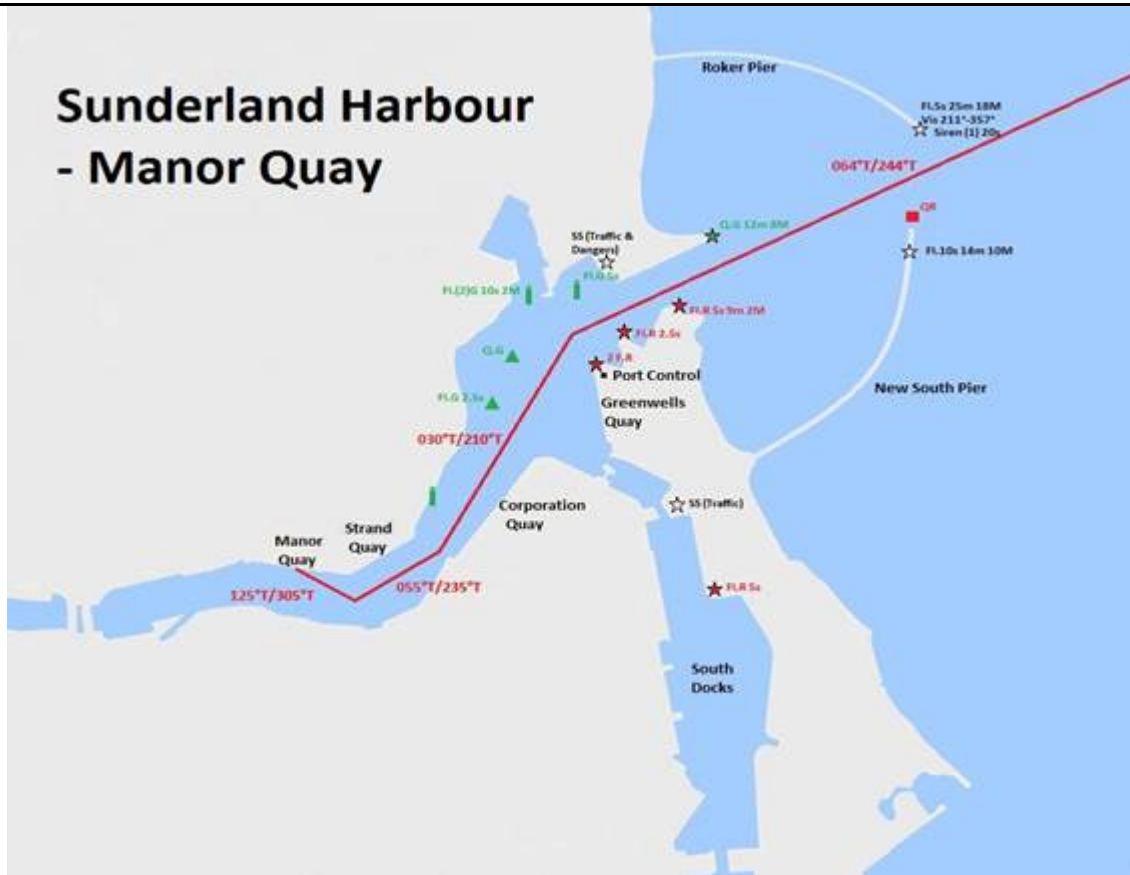 Sunderland Harbour
- Manor Quay
Roker Pier
Fl.5s 25m 18M
Vis 211°-357°
Siren (1) 20s
064°T/244°T
QR
Q.G 12m 8M
SS (Traffic &
Dangers)
Fl.10s 14m 10M
Fl.G 5s
Fl.(2)G 10s 2M
Fl.R 5s 9m 2M
Fl.R 2.5s
Q.G
2 F.R
Port Control
New South Pier
Fl.G 2.5s
Greenwells
Quay
030°T/210°T
Corporation
Quay
SS (Traffic)
Strand
Quay
Manor
Quay
055°T/235°T
125°T/305°T
Fl.R 5s
South
Docks